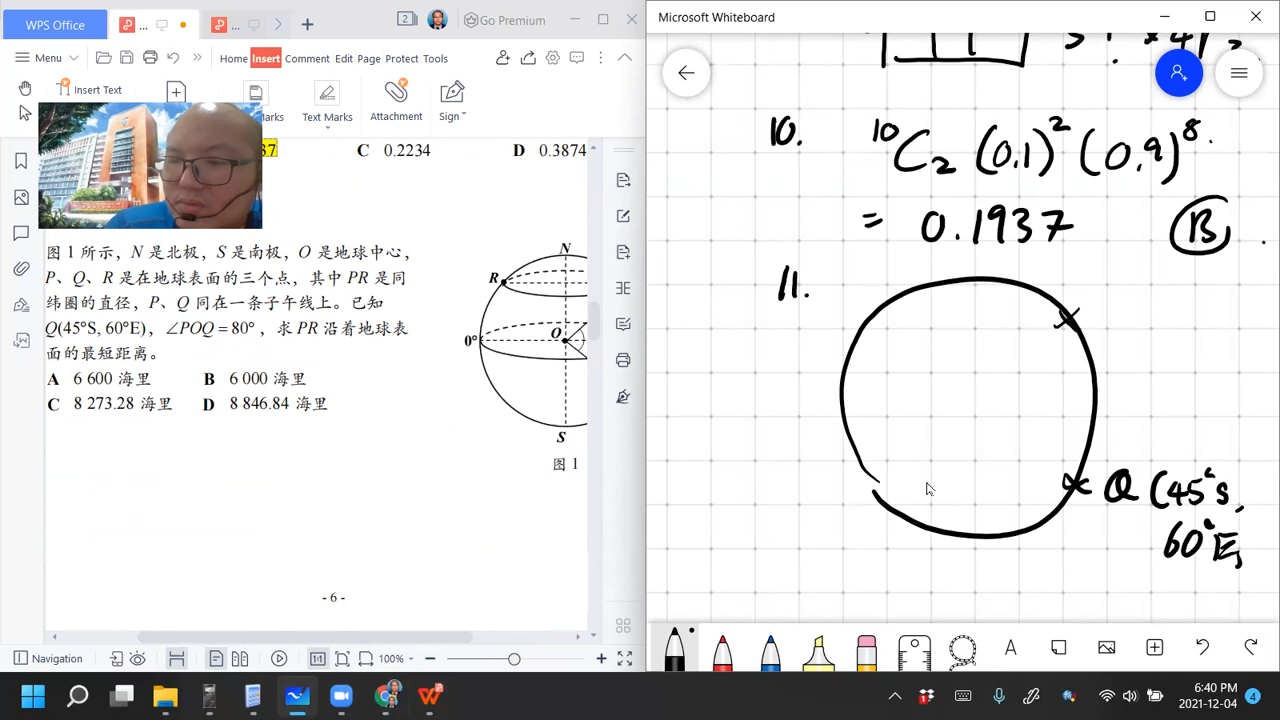 WPS Office
2
Go Premium
Microsoft Whiteboard
Menu
Home Insert Comment Edit Page Protect Tools
Insert Text
Text Marks
Attachment
Sign
37
C 0.2234 D 0.3874
图 1 所示，N 是北极，S 是南极，O 是地球中心，
P、Q、R 是在地球表面的三个点，其中 PR 是同
纬圈的直径，P、Q 同在一条子午线上。已知
Q(45°S, 60°E)，∠POQ = 80°，求 PR 沿着地球表
面的最短距离。
A 6 600 海里 B 6 000 海里
C 8 273.28 海里 D 8 846.84 海里
N
R
O
0°
S
图 1
- 6 -
10. ¹⁰C₂ (0.1)² (0.9)⁸
= 0.1937 B
11.
Q (45°S,
60°E)
Navigation
100%
6:40 PM
2021-12-04
4